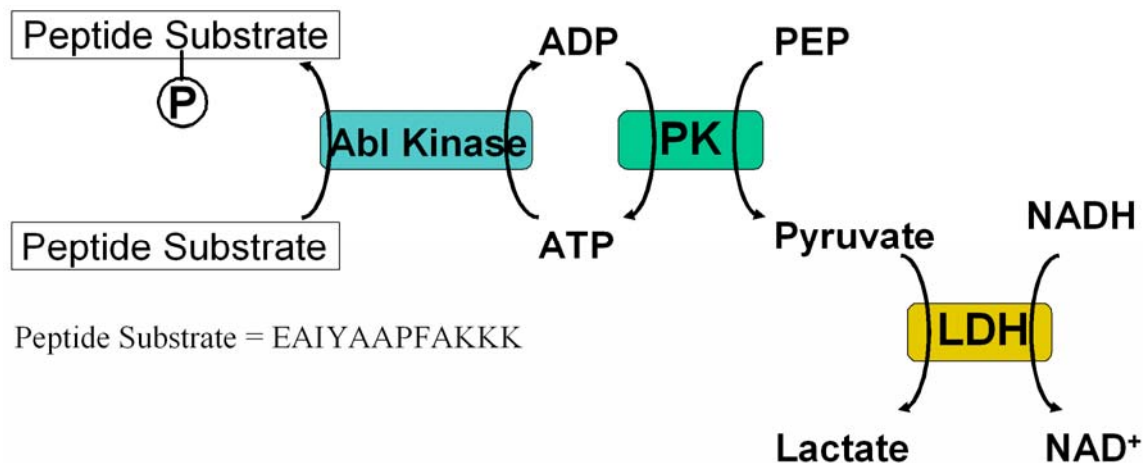 Peptide Substrate
P
ADP
PEP
Abl Kinase
PK
Peptide Substrate
ATP
Pyruvate
NADH
Peptide Substrate = EAIYAAPFAKKK
LDH
Lactate
NAD⁺